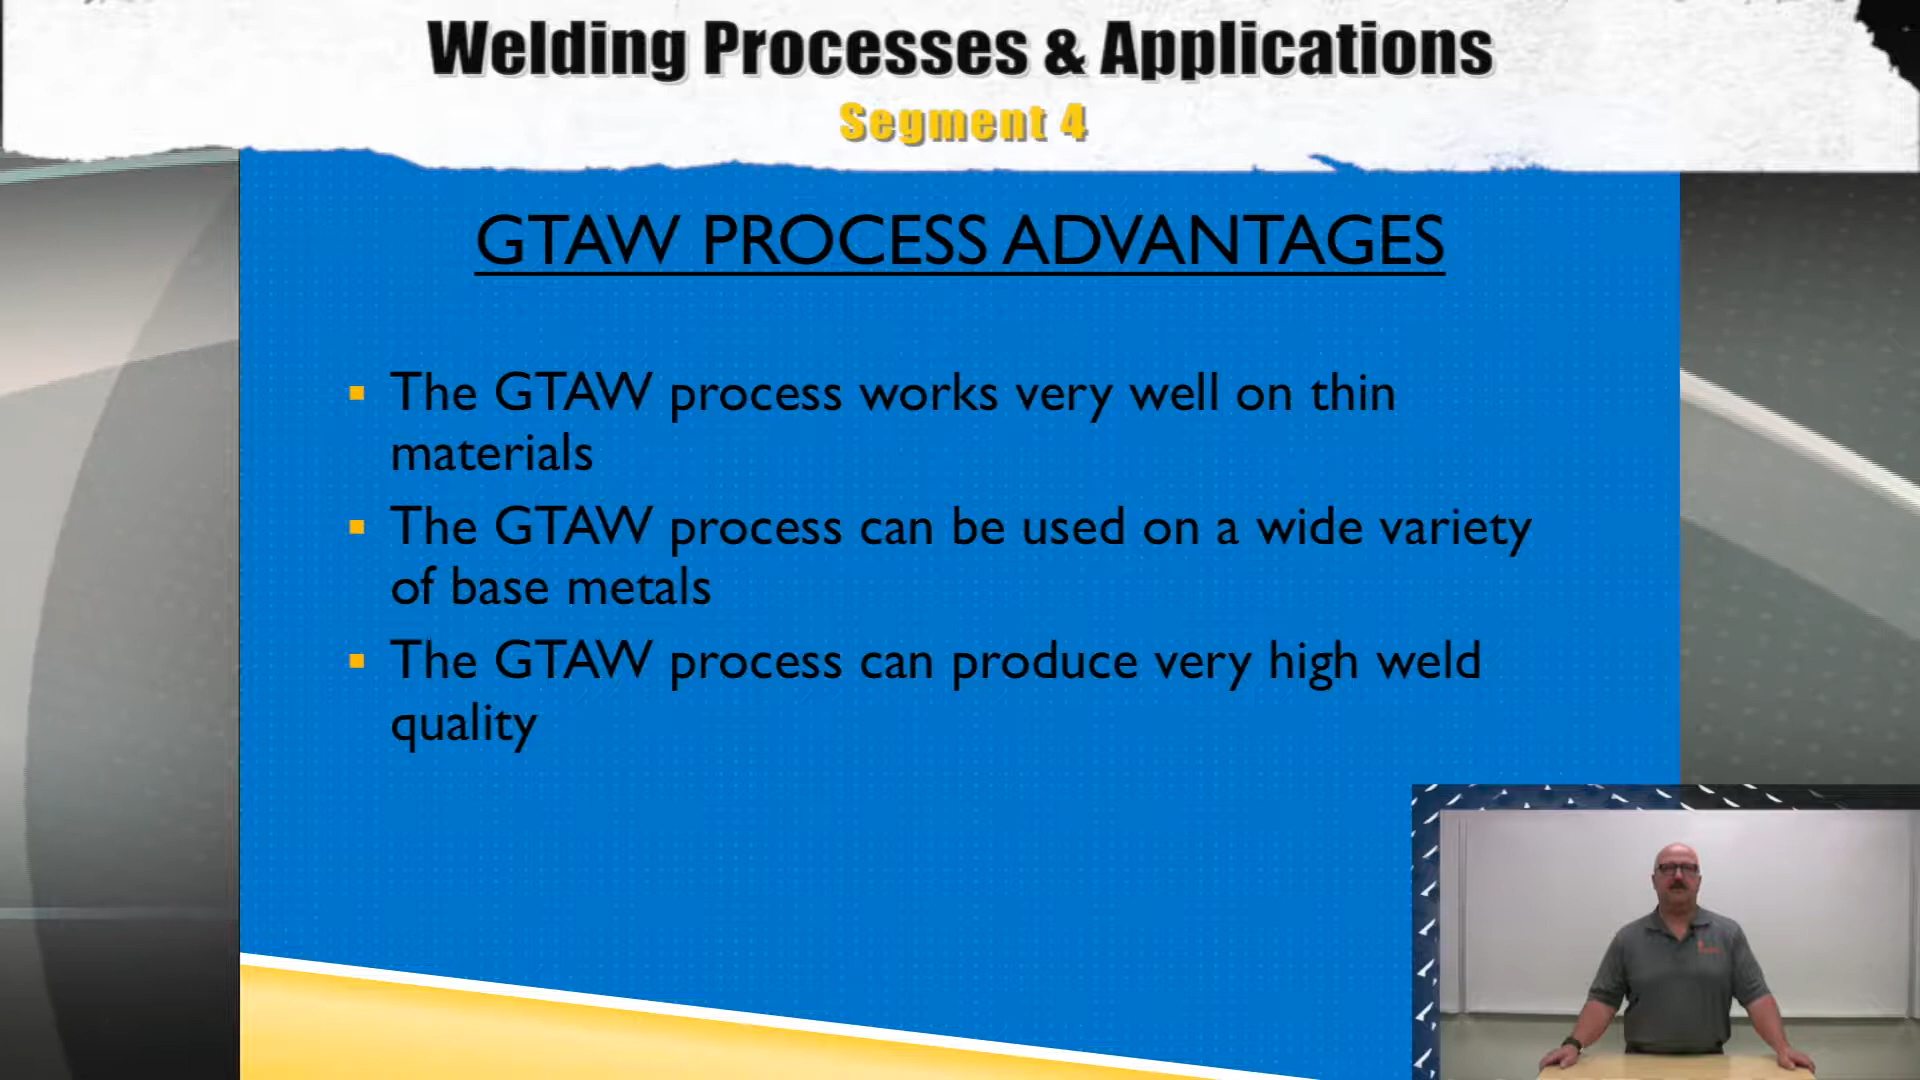 Welding Processes & Applications
Segment 4
GTAW PROCESS ADVANTAGES
The GTAW process works very well on thin
materials
The GTAW process can be used on a wide variety
of base metals
The GTAW process can produce very high weld
quality